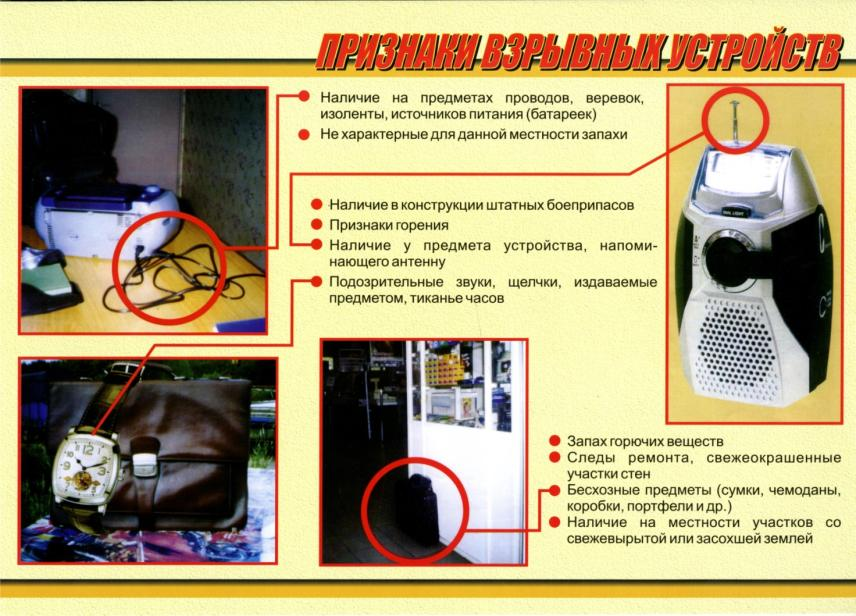 ПРИЗНАКИ ВЗРЫВНЫХ УСТРОЙСТВ
Наличие на предметах проводов, веревок,
изоленты, источников питания (батареек)
Не характерные для данной местности запахи
Наличие в конструкции штатных боеприпасов
Признаки горения
Наличие у предмета устройства, напоми-
нающего антенну
Подозрительные звуки, щелчки, издаваемые
предметом, тиканье часов
Запах горючих веществ
Следы ремонта, свежеокрашенные
участки стен
Бесхозные предметы (сумки, чемоданы,
коробки, портфели и др.)
Наличие на местности участков со
свежевырытой или засохшей землей